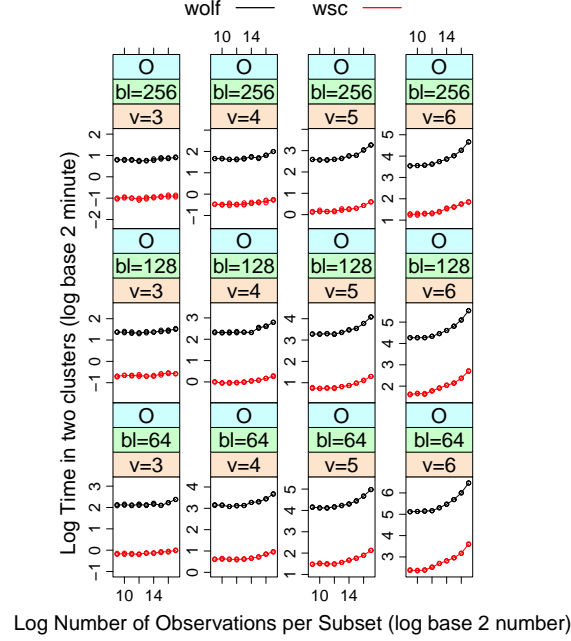 wolf wsc
10 14 10 14
O O O O
bl=256 bl=256 bl=256 bl=256
v=3 v=4 v=5 v=6
−2 −1 0 1 2 −1 0 1 2 0 1 2 3 1 2 3 4 5
O O O O
bl=128 bl=128 bl=128 bl=128
v=3 v=4 v=5 v=6
−1 0 1 2 0 1 2 3 1 2 3 4 2 3 4 5
O O O O
bl=64 bl=64 bl=64 bl=64
v=3 v=4 v=5 v=6
−1 0 1 2 3 0 1 2 3 4 1 2 3 4 5 3 4 5 6
10 14 10 14
Log Time in two clusters (log base 2 minute)
Log Number of Observations per Subset (log base 2 number)